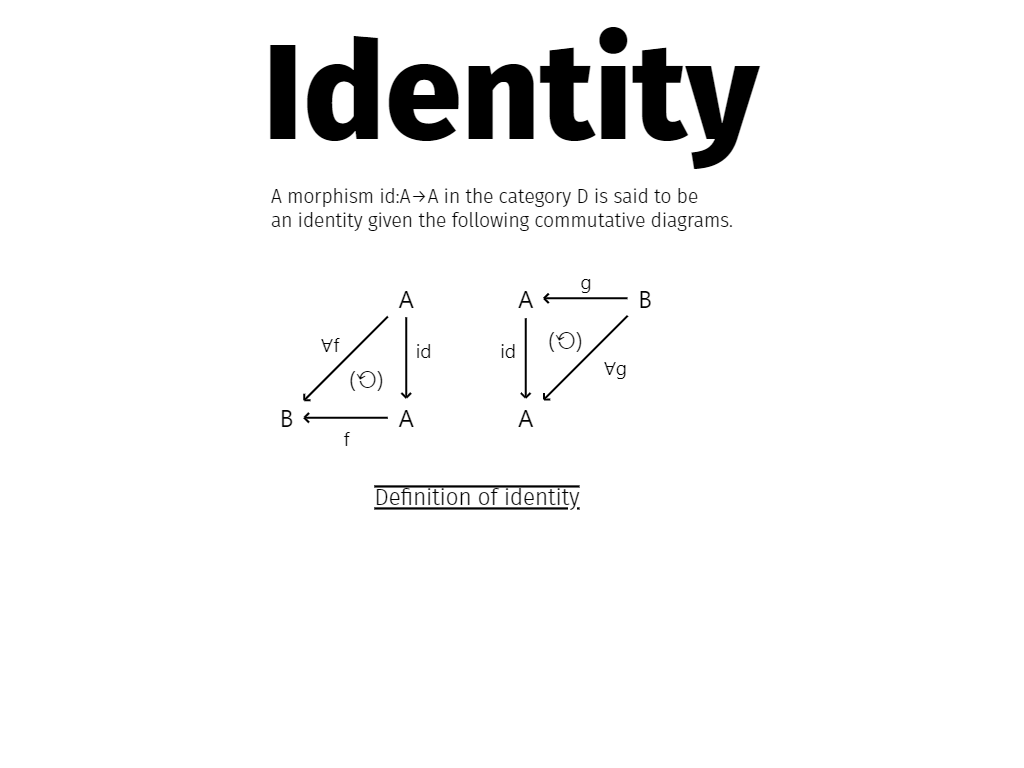 Identity
A morphism id:A→A in the category D is said to be
an identity given the following commutative diagrams.
A
∀f
id
(↺)
B
A
f
g
A
B
id
(↺)
∀g
A
Definition of identity